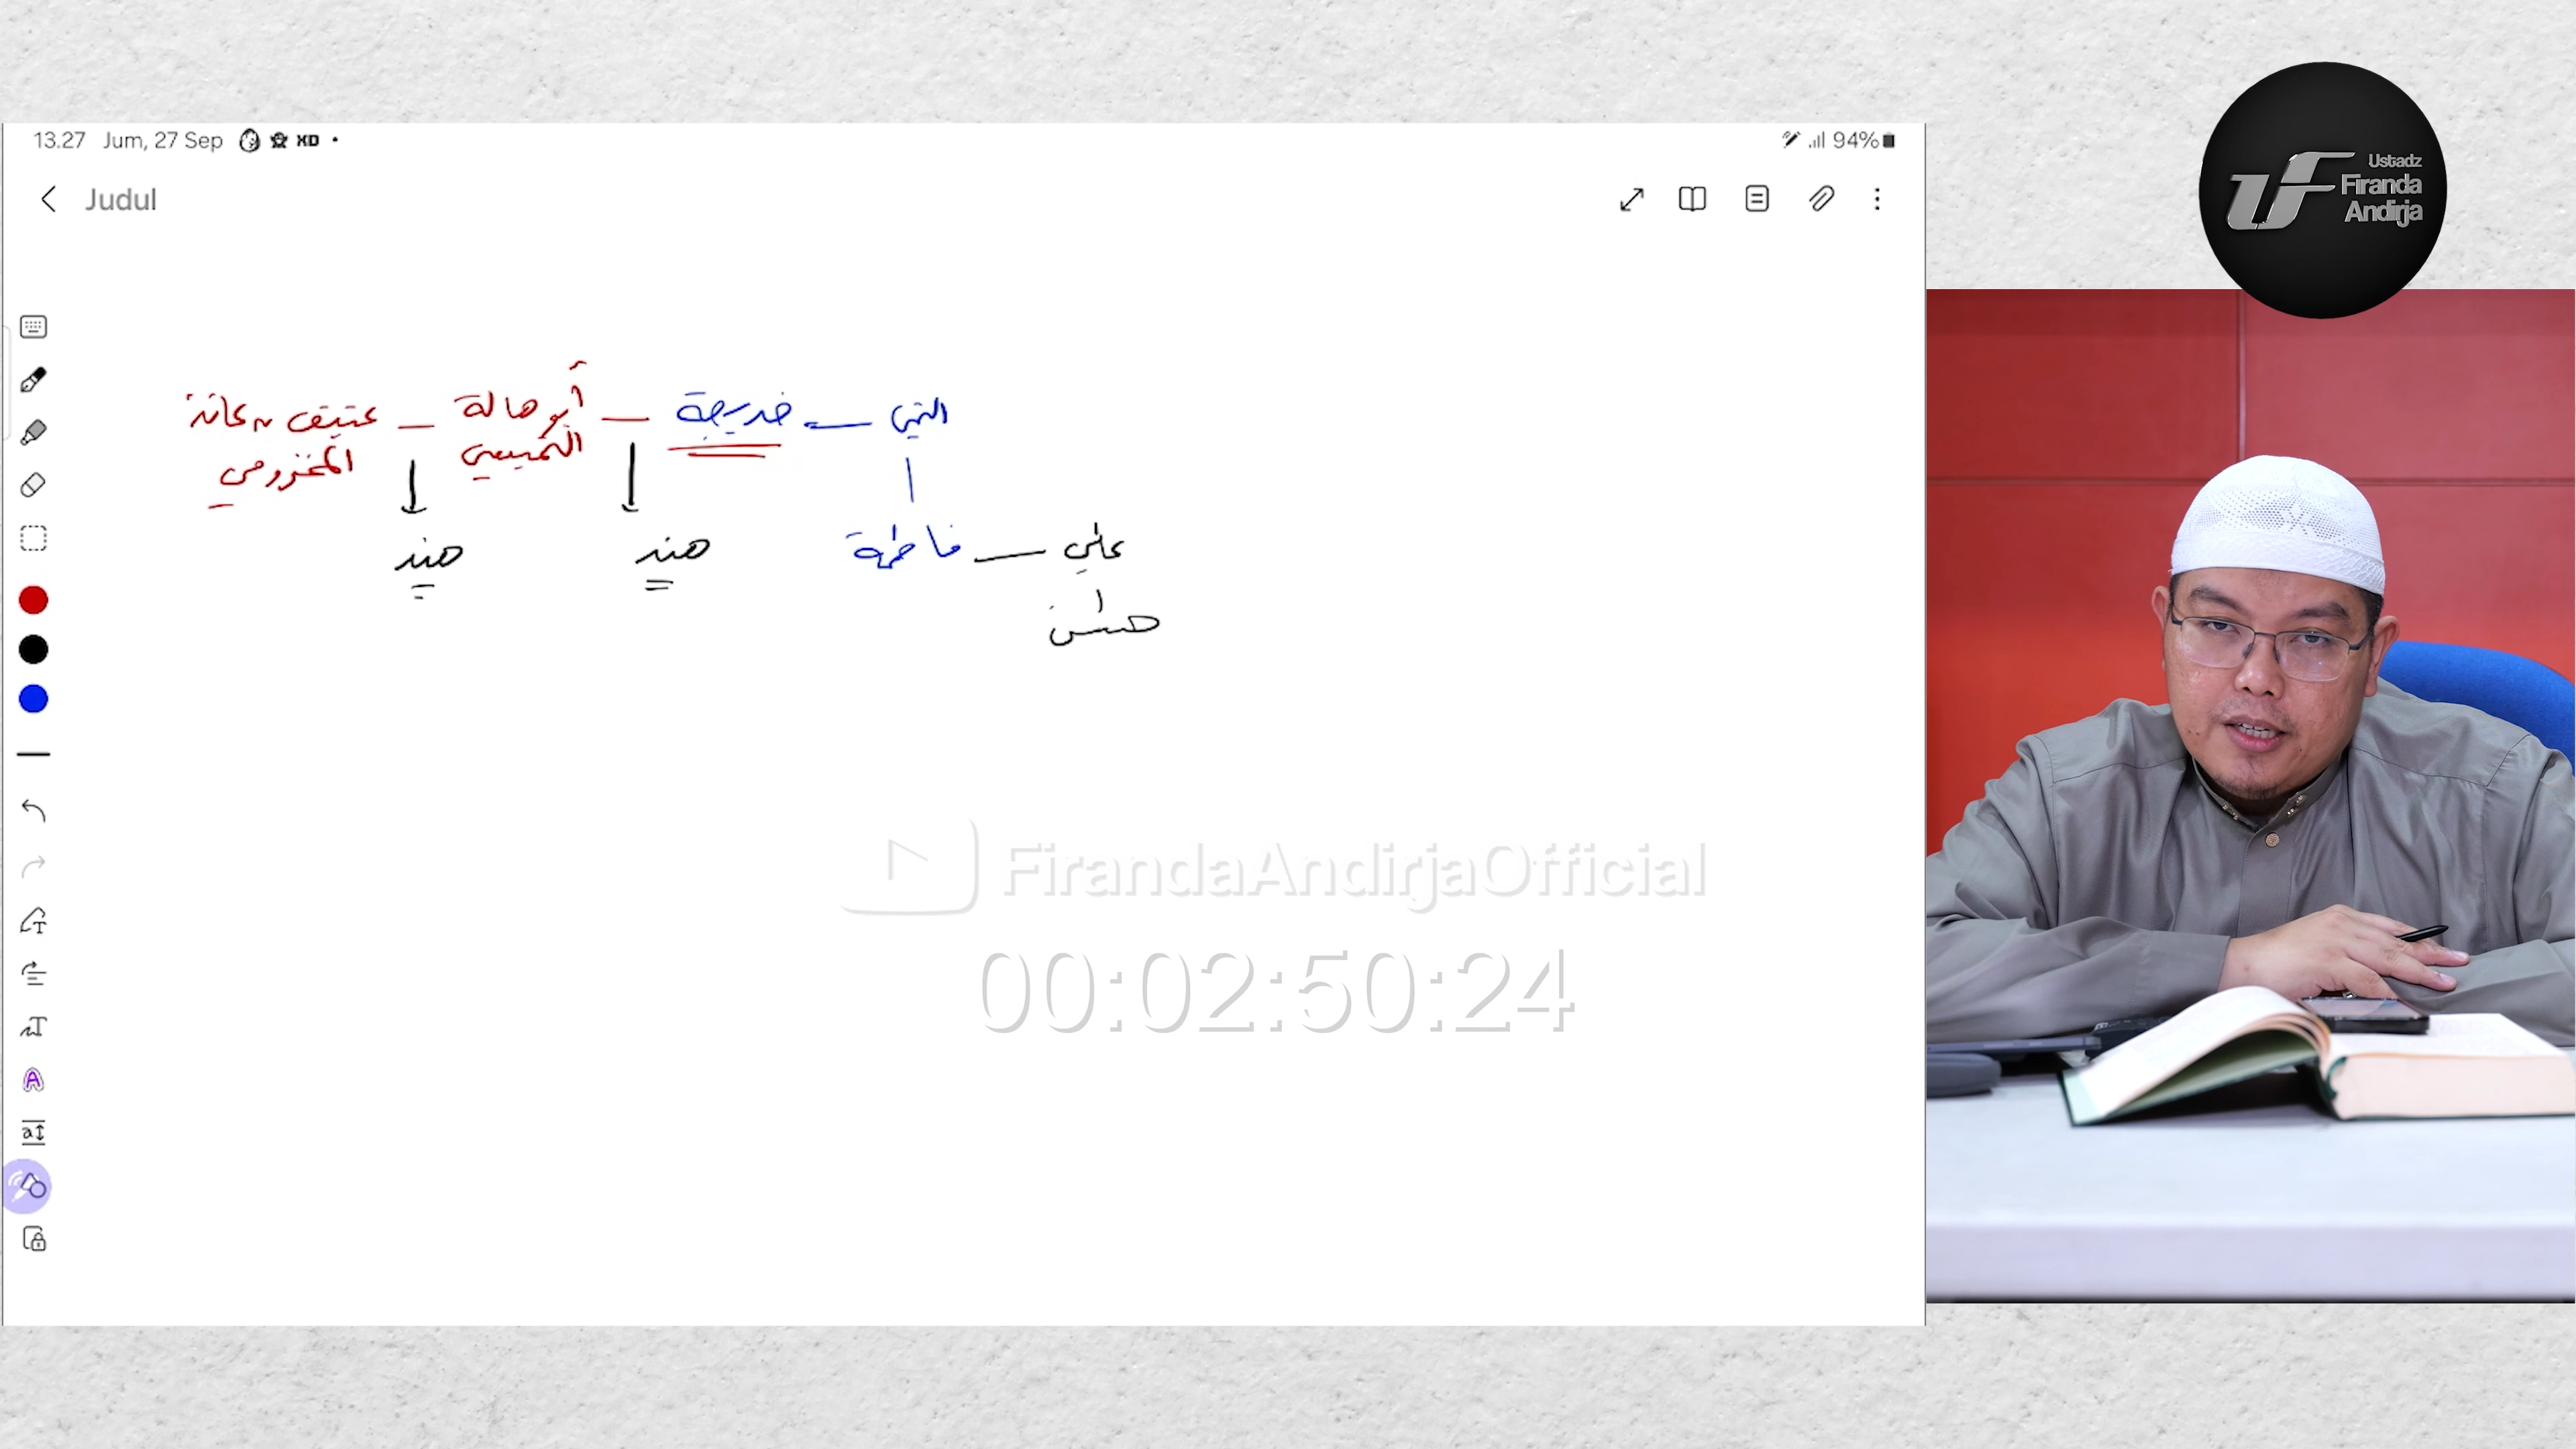 13.27 Jum, 27 Sep XD
94%
Judul
Ustadz
Firanda
Andirja
النبي — خديجة — أبو هالة — عتيق بن عائذ
التميمي المخزومي
علي — فاطمة هند هند
حسن
T
T
A
a
FirandaAndirjaOfficial
00:02:50:24